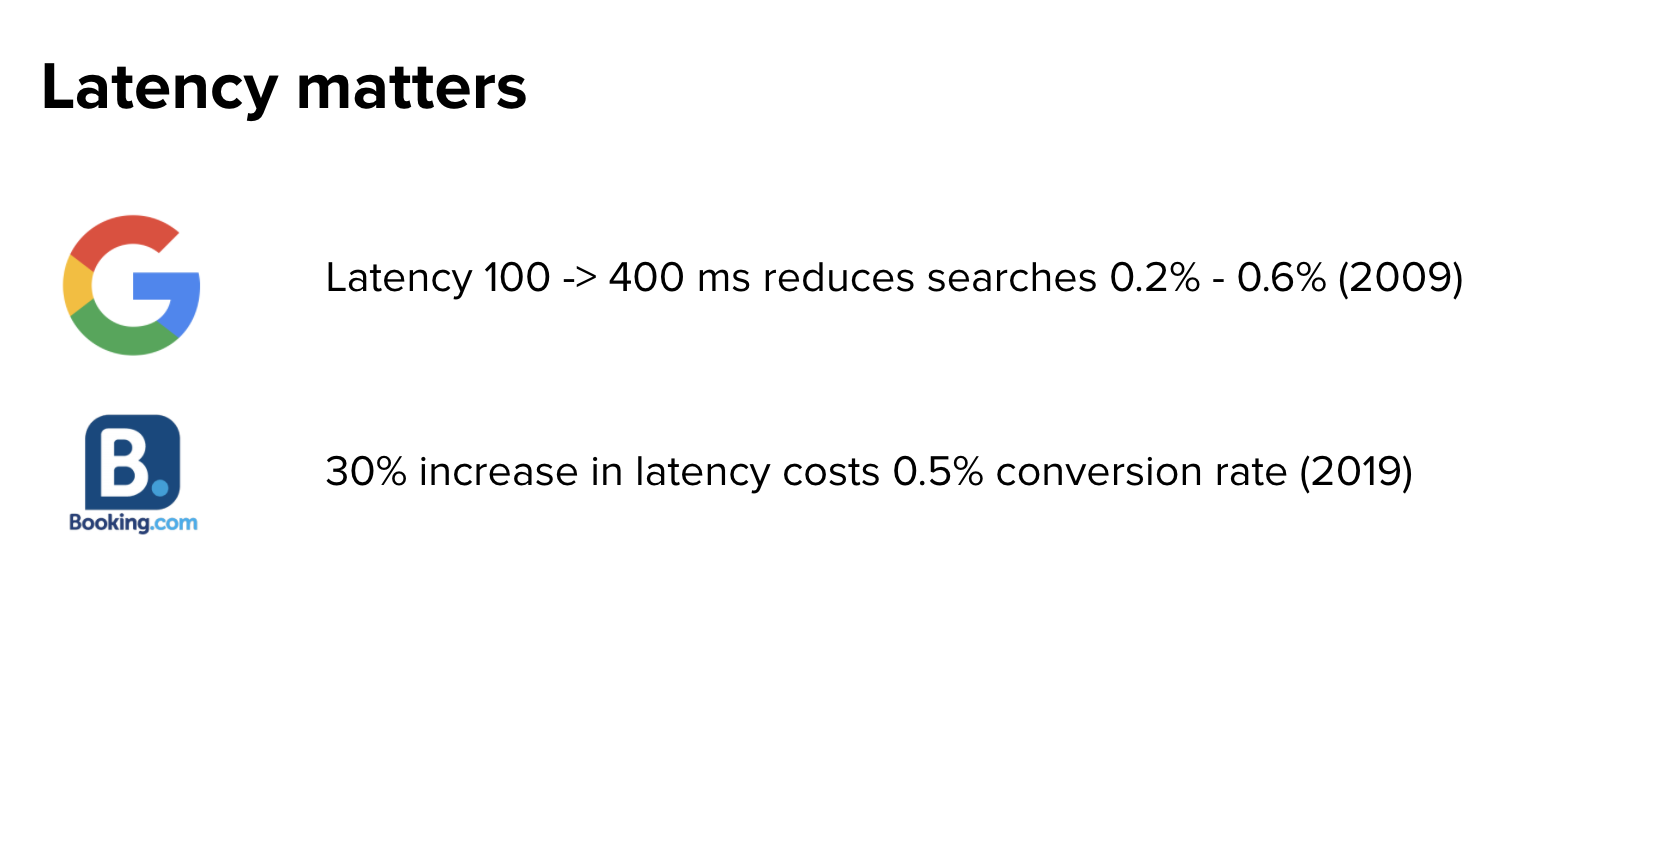 Latency matters
Latency 100 -> 400 ms reduces searches 0.2% - 0.6% (2009)
B.
Booking.com
30% increase in latency costs 0.5% conversion rate (2019)